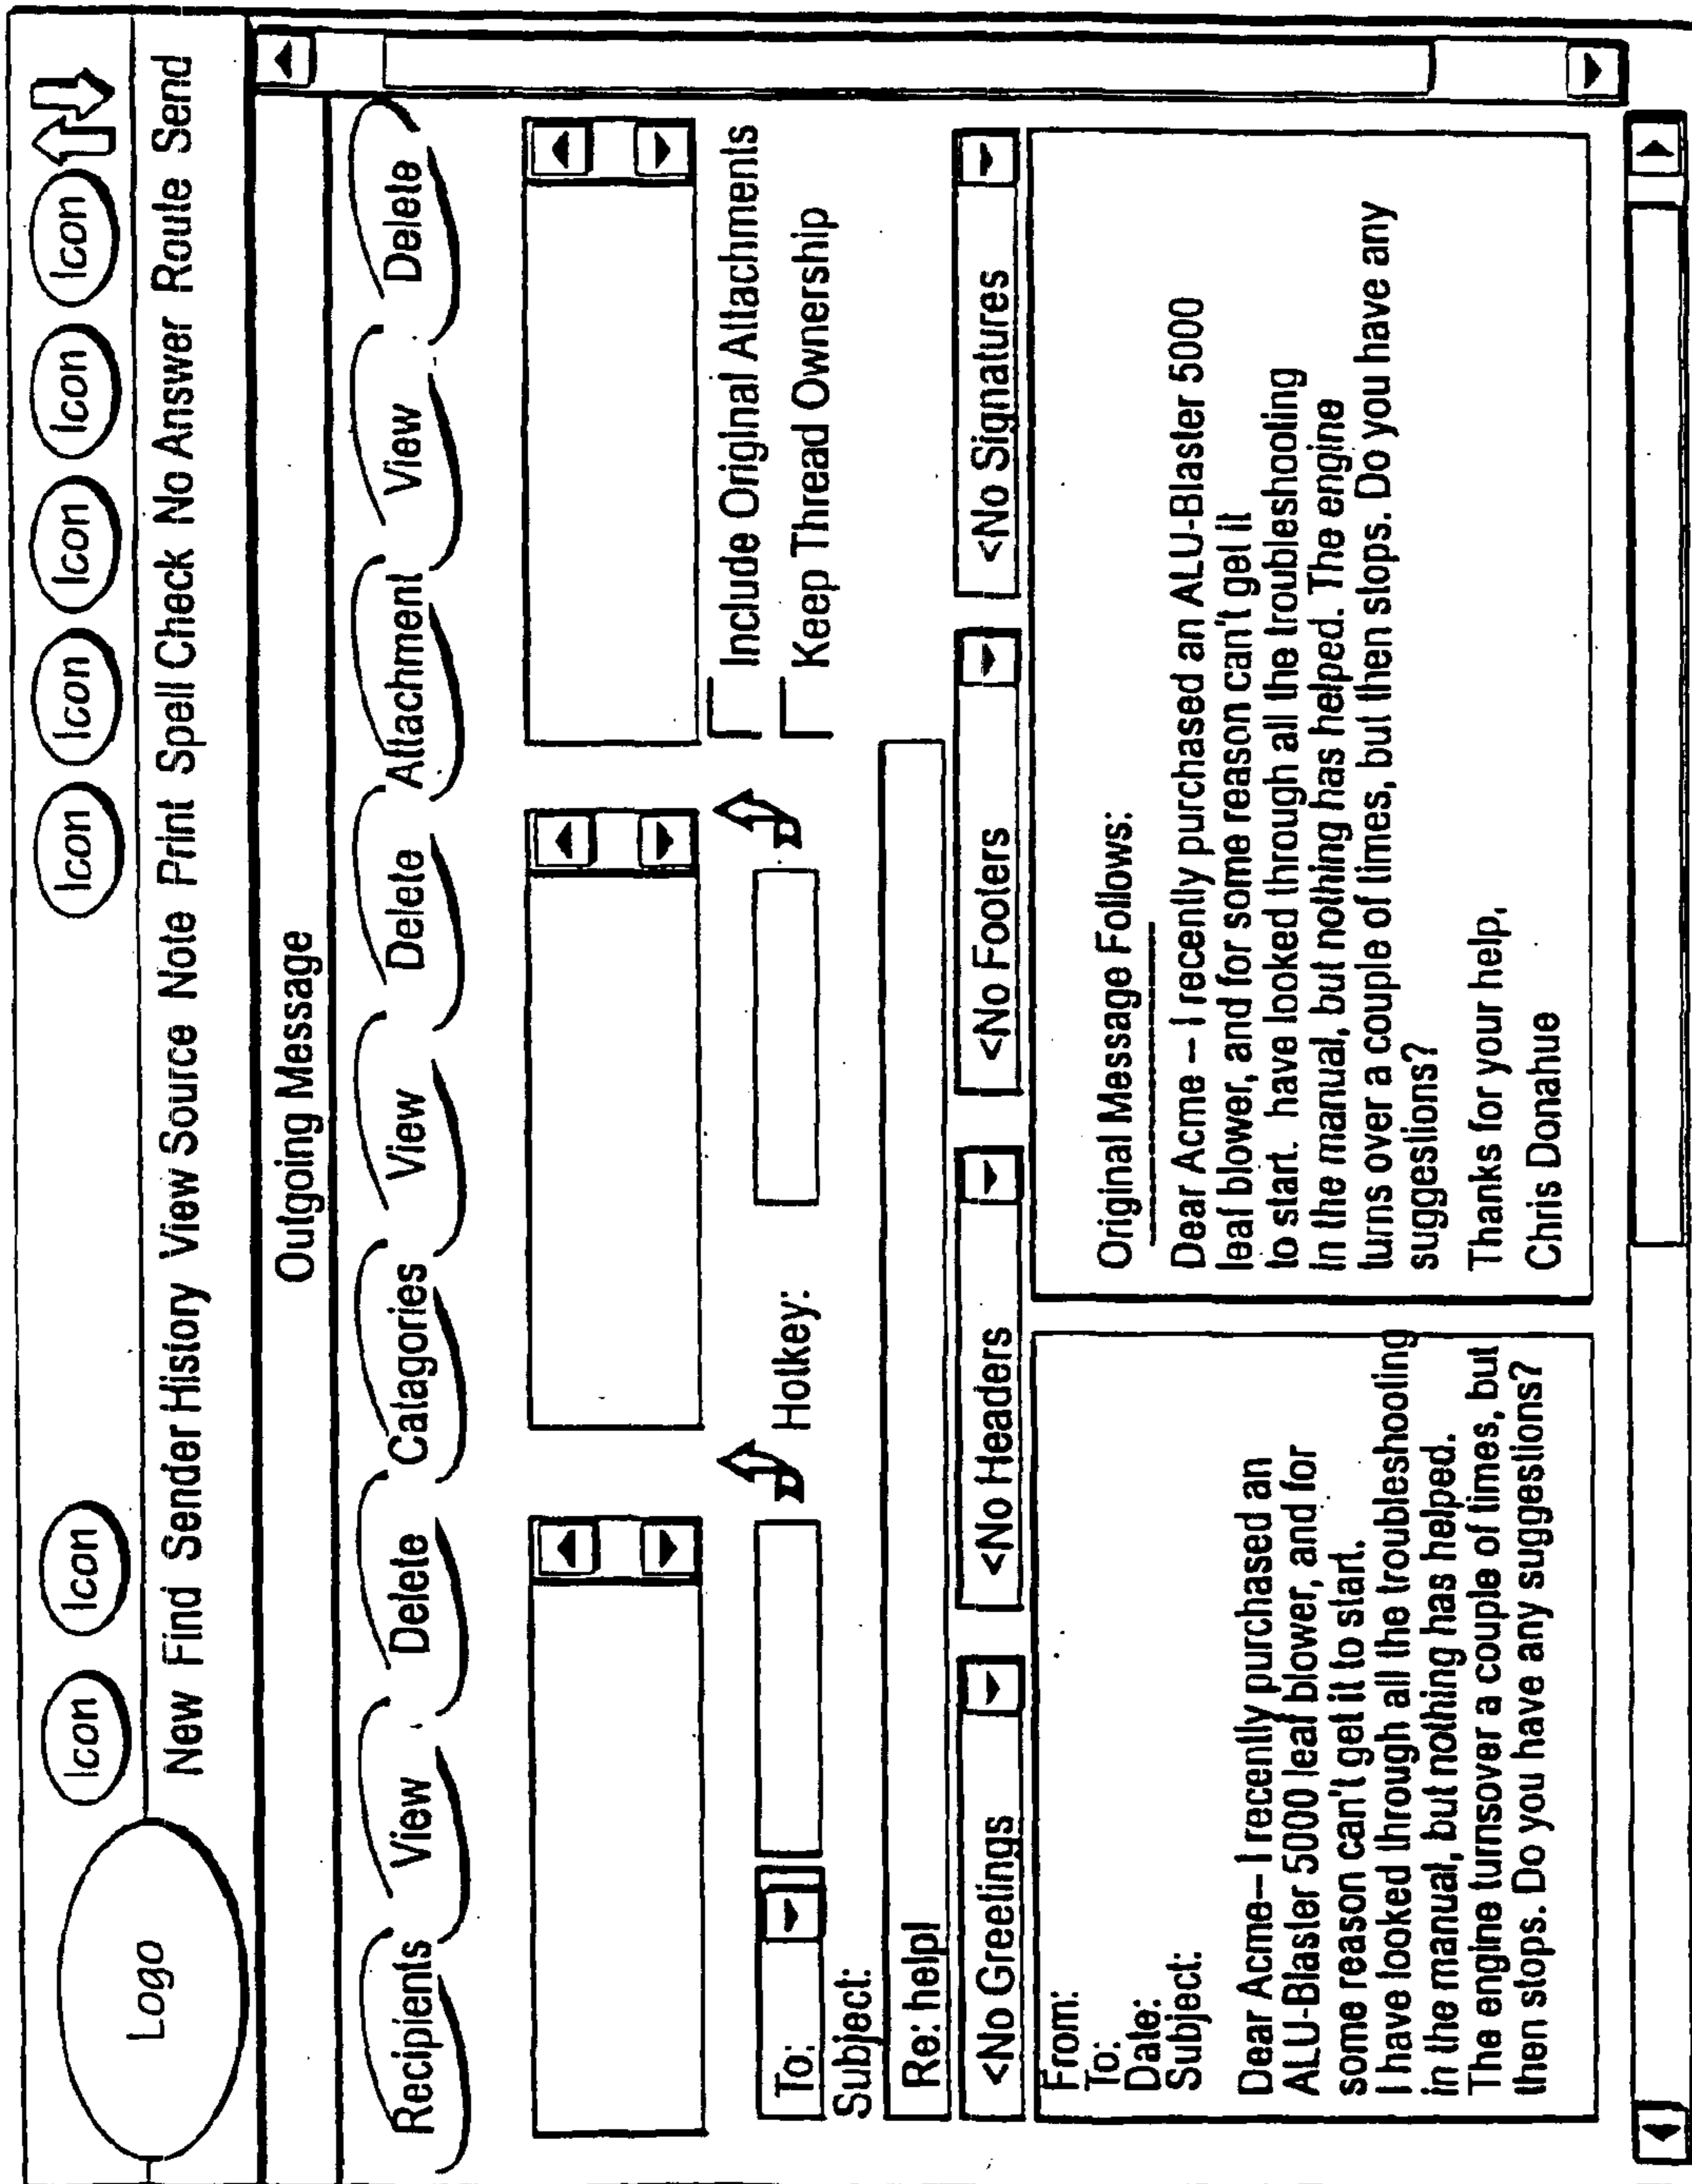 Icon Icon Icon Icon Icon Icon Icon
Logo
New Find Sender History View Source Note Print Spell Check No Answer Route Send
Outgoing Message
Recipients View Delete Catagories View Delete Attachment View Delete
Include Original Attachments
To: Hotkey: Keep Thread Ownership
Subject:
Re: help!
<No Greetings <No Headers <No Footers <No Signatures
From:
To:
Date:
Subject:
Dear Acme-- I recently purchased an
ALU-Blaster 5000 leaf blower, and for
some reason can't get it to start.
I have looked through all the troubleshooting
in the manual, but nothing has helped.
The engine turnsover a couple of times, but
then stops. Do you have any suggestions?
Original Message Follows:
Dear Acme -- I recently purchased an ALU-Blaster 5000
leaf blower, and for some reason can't get it
to start. have looked through all the troubleshooting
In the manual, but nothing has helped. The engine
turns over a couple of times, but then stops. Do you have any
suggestions?
Thanks for your help,
Chris Donahue